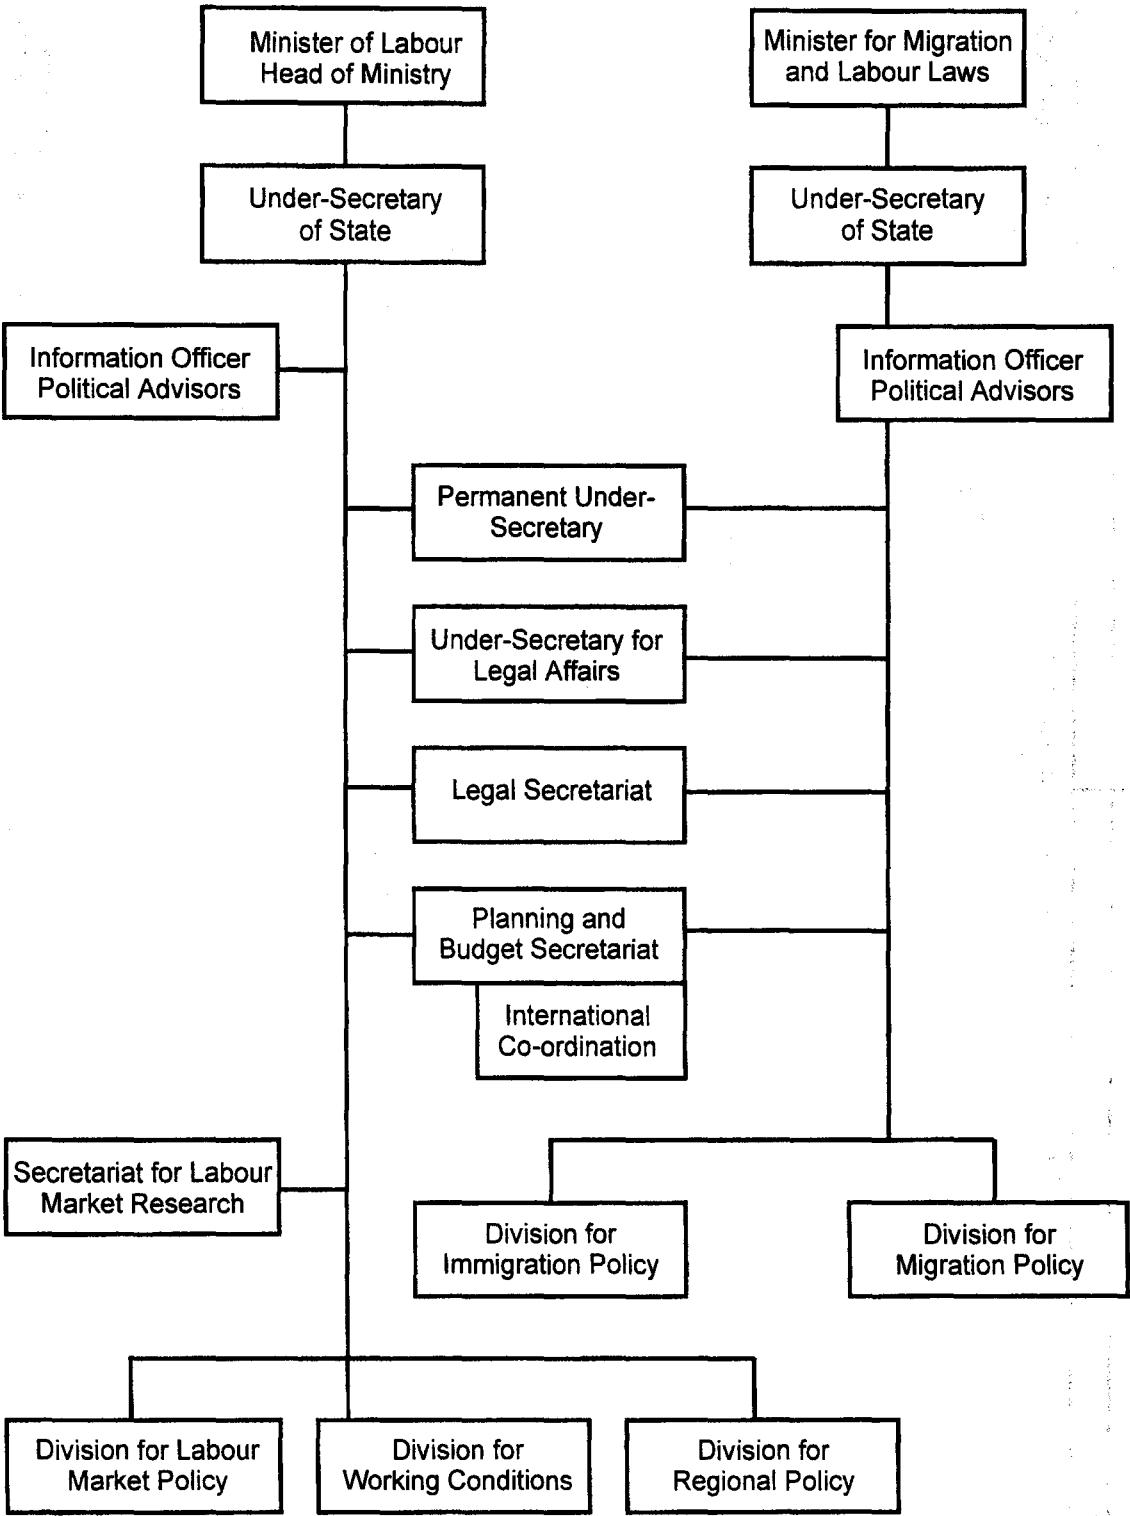 Minister of Labour
Head of Ministry
Minister for Migration
and Labour Laws
Under-Secretary
of State
Under-Secretary
of State
Information Officer
Political Advisors
Information Officer
Political Advisors
Permanent Under-
Secretary
Under-Secretary for
Legal Affairs
Legal Secretariat
Planning and
Budget Secretariat
International
Co-ordination
Secretariat for Labour
Market Research
Division for
Immigration Policy
Division for
Migration Policy
Division for Labour
Market Policy
Division for
Working Conditions
Division for
Regional Policy